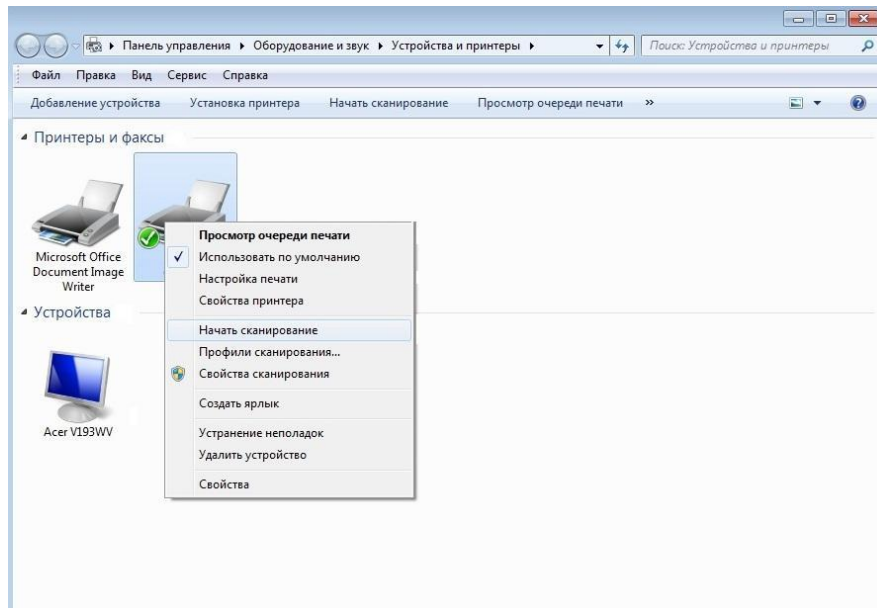 Панель управления ▸ Оборудование и звук ▸ Устройства и принтеры ▸
Поиск: Устройства и принтеры
Файл Правка Вид Сервис Справка
Добавление устройства Установка принтера Начать сканирование Просмотр очереди печати »
Принтеры и факсы
Microsoft Office
Document Image
Writer
Просмотр очереди печати
Использовать по умолчанию
Настройка печати
Свойства принтера
Начать сканирование
Профили сканирования...
Свойства сканирования
Создать ярлык
Устранение неполадок
Удалить устройство
Свойства
Устройства
Acer V193WV